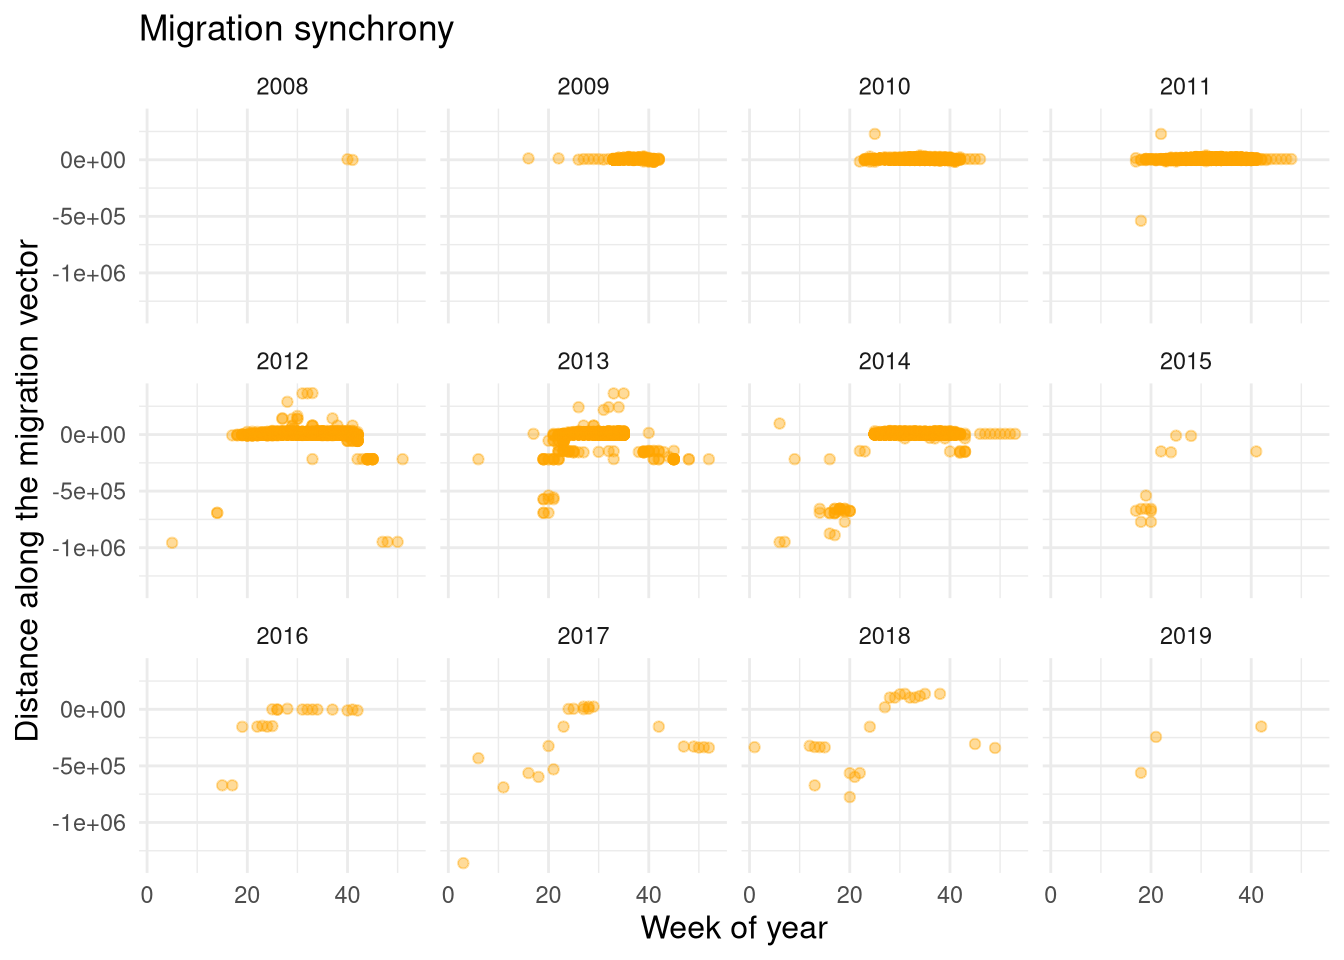 Migration synchrony
2008 2009 2010 2011
0e+00
-5e+05
-1e+06
2012 2013 2014 2015
0e+00
-5e+05
-1e+06
2016 2017 2018 2019
0e+00
-5e+05
-1e+06
0 20 40 0 20 40 0 20 40 0 20 40
Week of year
Distance along the migration vector